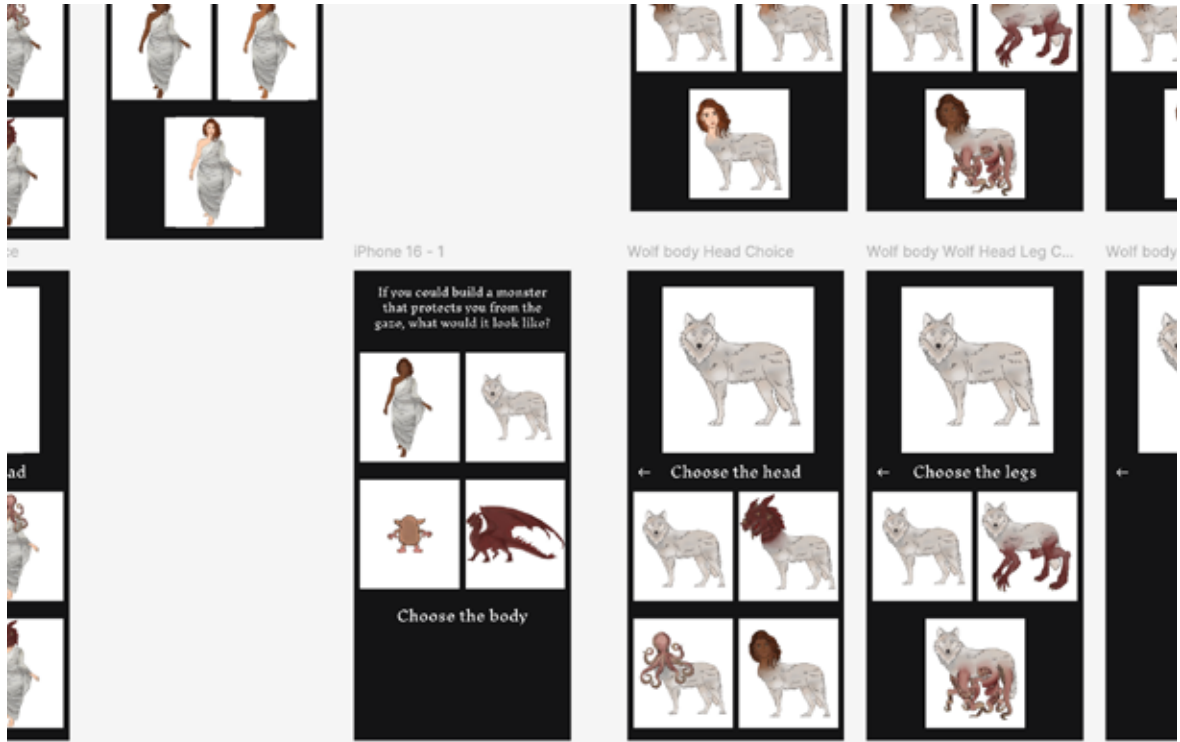 ce
iPhone 16 - 1
Wolf body Head Choice
Wolf body Wolf Head Leg C...
Wolf body
If you could build a monster
that protects you from the
gaze, what would it look like?
ad
← Choose the head
← Choose the legs
←
Choose the body